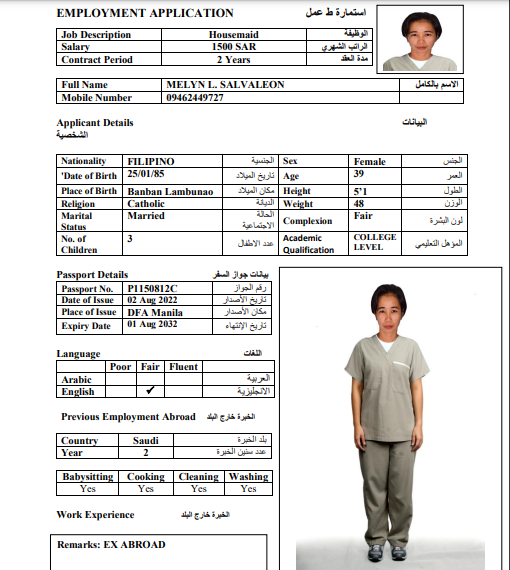 EMPLOYMENT APPLICATION استمارة ط عمل
Job Description Housemaid الوظيفة
Salary 1500 SAR الراتب الشهري
Contract Period 2 Years مدة العقد
Full Name MELYN L. SALVALEON الاسم بالكامل
Mobile Number 09462449727
Applicant Details البيانات
الشخصية
Nationality FILIPINO الجنسية Sex Female الجنس
'Date of Birth 25/01/85 تاريخ الميلاد Age 39 العمر
Place of Birth Banban Lambunao مكان الميلاد Height 5'1 الطول
Religion Catholic الديانة Weight 48 الوزن
Marital Status Married الحالة الاجتماعية Complexion Fair لون البشرة
No. of Children 3 عدد الاطفال Academic Qualification COLLEGE LEVEL المؤهل التعليمي
Passport Details بيانات جواز السفر
Passport No. P1150812C رقم الجواز
Date of Issue 02 Aug 2022 تاريخ الأصدار
Place of Issue DFA Manila مكان الأصدار
Expiry Date 01 Aug 2032 تاريخ الإنتهاء
Language اللغات
Poor Fair Fluent
Arabic العربية
English ✓ الانجليزية
Previous Employment Abroad الخبرة خارج البلد
Country Saudi بلد الخبرة
Year 2 عدد سنين الخبرة
Babysitting Cooking Cleaning Washing
Yes Yes Yes Yes
Work Experience الخبرة خارج البلد
Remarks: EX ABROAD